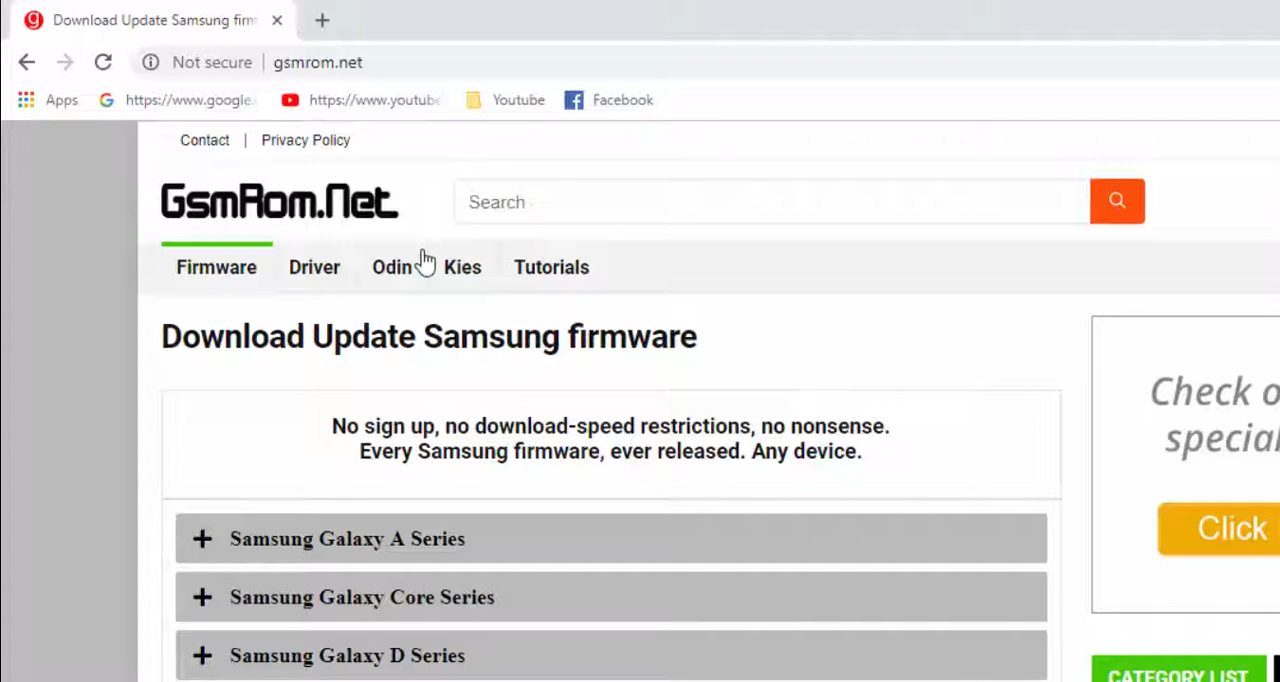 Download Update Samsung firm
Not secure | gsmrom.net
Apps https://www.google. https://www.youtube Youtube Facebook
Contact | Privacy Policy
GsmRom.Net Search
Firmware Driver Odin Kies Tutorials
Download Update Samsung firmware
No sign up, no download-speed restrictions, no nonsense.
Every Samsung firmware, ever released. Any device.
Check o
special
Click
Samsung Galaxy A Series
Samsung Galaxy Core Series
Samsung Galaxy D Series
CATEGORY LIST